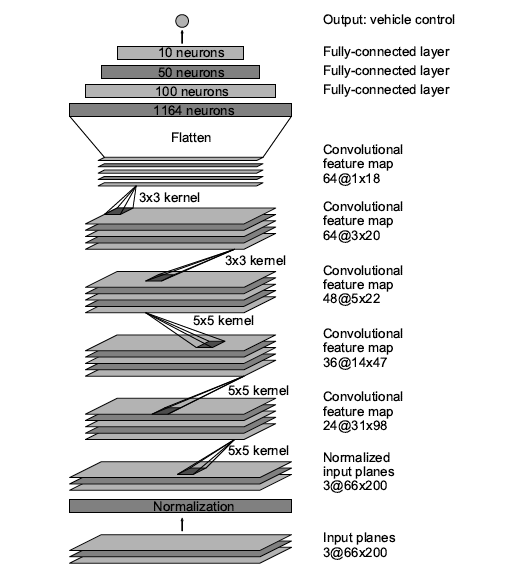 Output: vehicle control
10 neurons
Fully-connected layer
50 neurons
Fully-connected layer
100 neurons
Fully-connected layer
1164 neurons
Flatten
Convolutional
feature map
64@1x18
3x3 kernel
Convolutional
feature map
64@3x20
3x3 kernel
Convolutional
feature map
48@5x22
5x5 kernel
Convolutional
feature map
36@14x47
5x5 kernel
Convolutional
feature map
24@31x98
5x5 kernel
Normalized
input planes
3@66x200
Normalization
Input planes
3@66x200